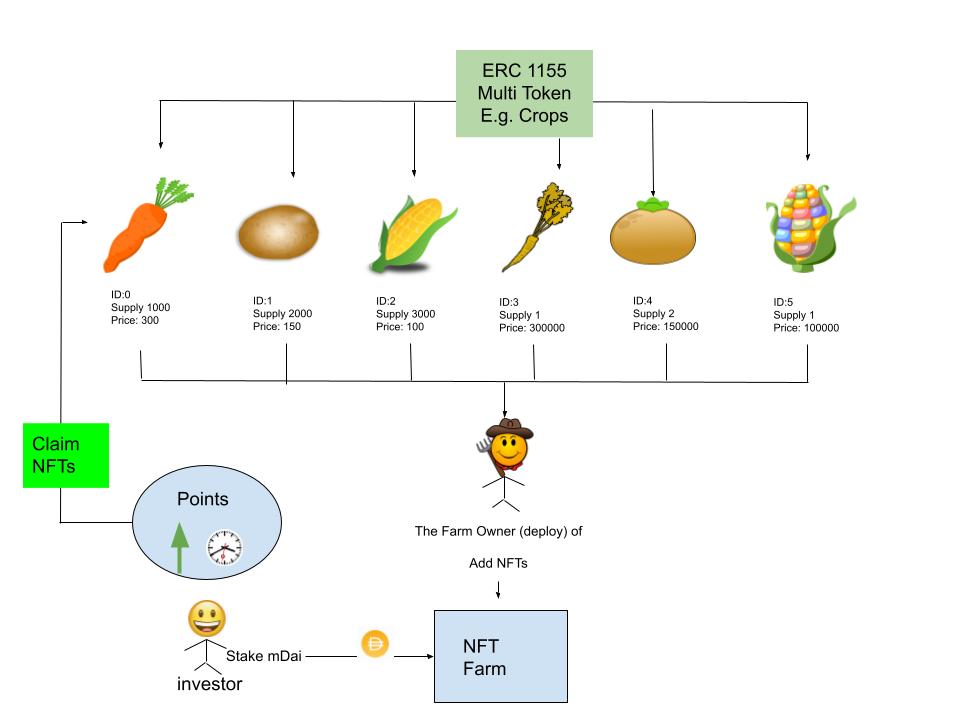 ERC 1155
Multi Token
E.g. Crops
ID:0
Supply 1000
Price: 300
ID:1
Supply 2000
Price: 150
ID:2
Supply 3000
Price: 100
ID:3
Supply 1
Price: 300000
ID:4
Supply 2
Price: 150000
ID:5
Supply 1
Price: 100000
Claim
NFTs
Points
The Farm Owner (deploy) of
Add NFTs
Stake mDai
investor
NFT
Farm